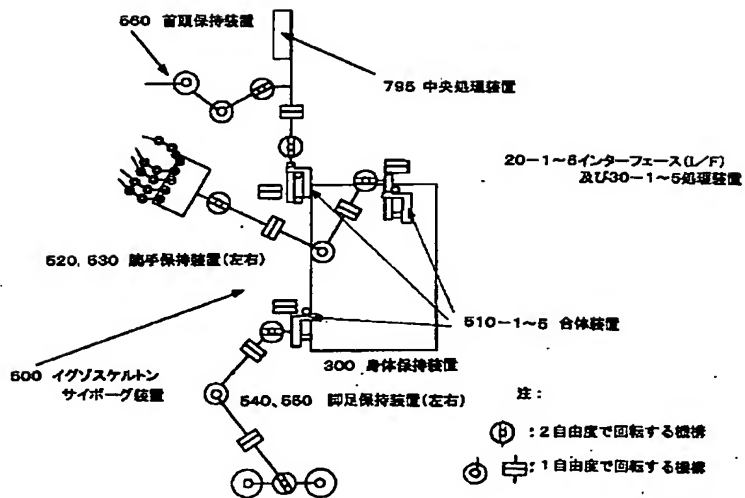 560 首頭保持装置
795 中央処理装置
20-1~5インターフェース(I/F)
及び30-1~5処理装置
520, 530 腕手保持装置(左右)
510-1~5 合体装置
300 身体保持装置
500 イグゾスケルトン
サイボーグ装置
540、550 脚足保持装置(左右)
注:
:2自由度で回転する機構
:1自由度で回転する機構